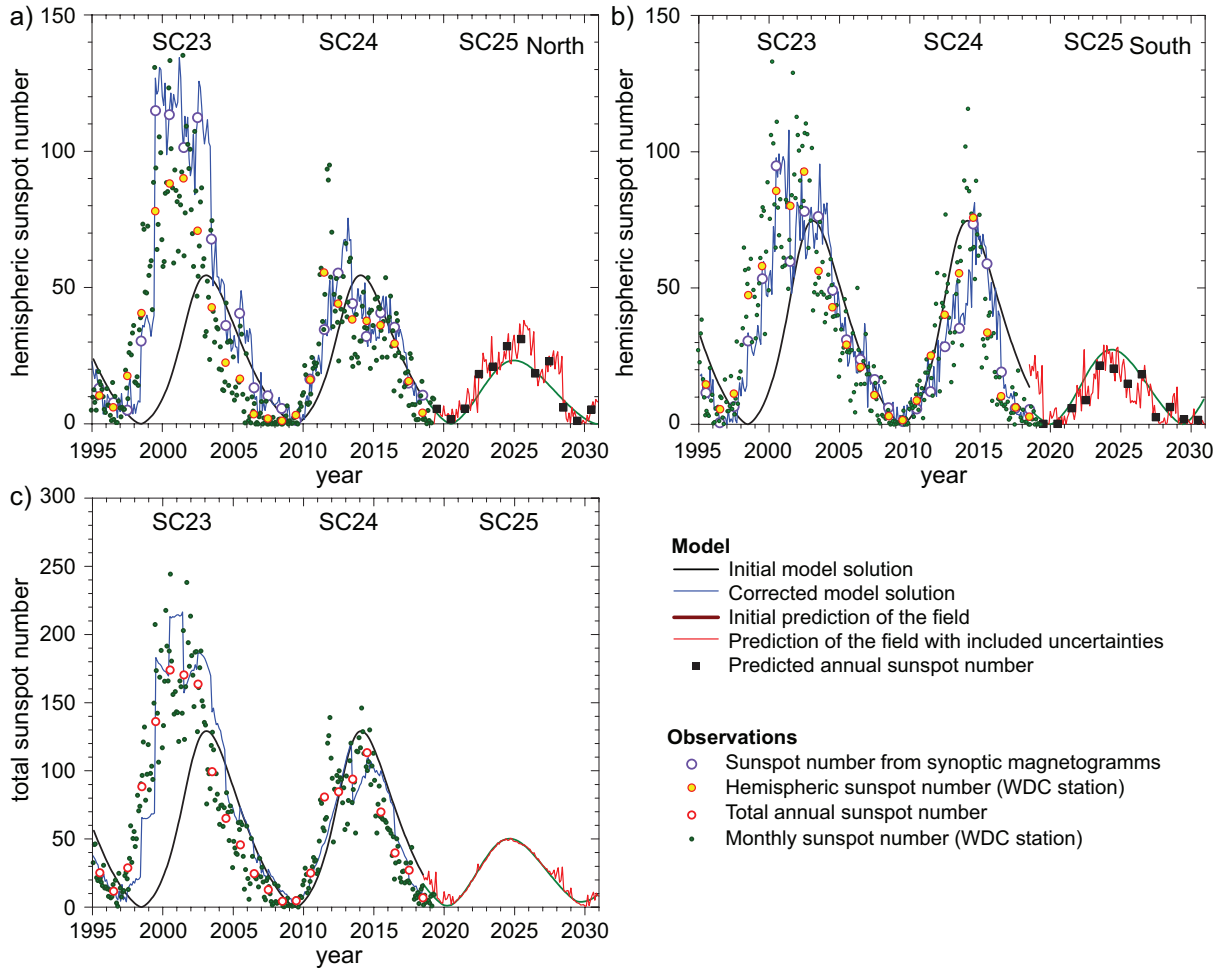 a)
SC23
SC24
SC25
North
150
100
50
0
hemispheric sunspot number
1995
2000
2005
2010
2015
2020
2025
2030
year
b)
SC23
SC24
SC25
South
150
100
50
0
hemispheric sunspot number
1995
2000
2005
2010
2015
2020
2025
2030
year
c)
SC23
SC24
SC25
300
250
200
150
100
50
0
total sunspot number
1995
2000
2005
2010
2015
2020
2025
2030
year
Model
Initial model solution
Corrected model solution
Initial prediction of the field
Prediction of the field with included uncertainties
Predicted annual sunspot number
Observations
Sunspot number from synoptic magnetogramms
Hemispheric sunspot number (WDC station)
Total annual sunspot number
Monthly sunspot number (WDC station)